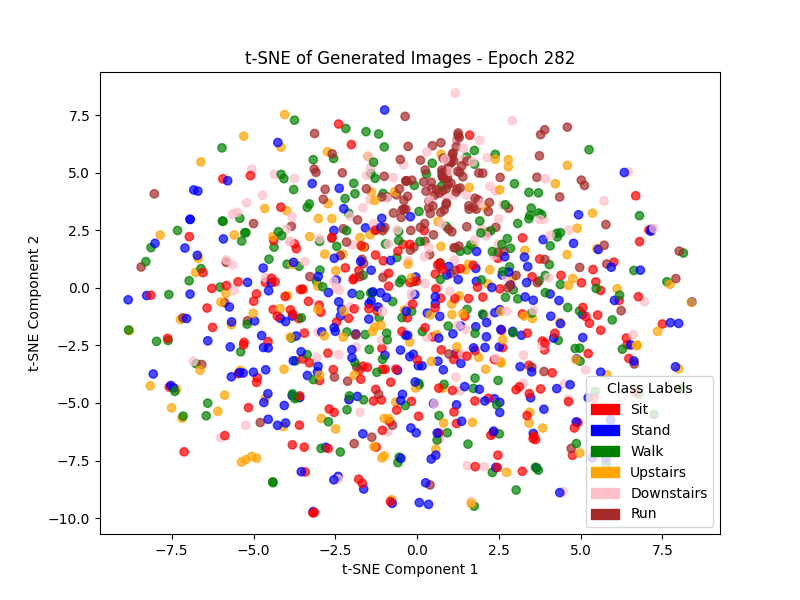 t-SNE of Generated Images - Epoch 282
t-SNE Component 2
7.5
5.0
2.5
0.0
−2.5
−5.0
−7.5
−10.0
Class Labels
Sit
Stand
Walk
Upstairs
Downstairs
Run
−7.5 −5.0 −2.5 0.0 2.5 5.0 7.5
t-SNE Component 1